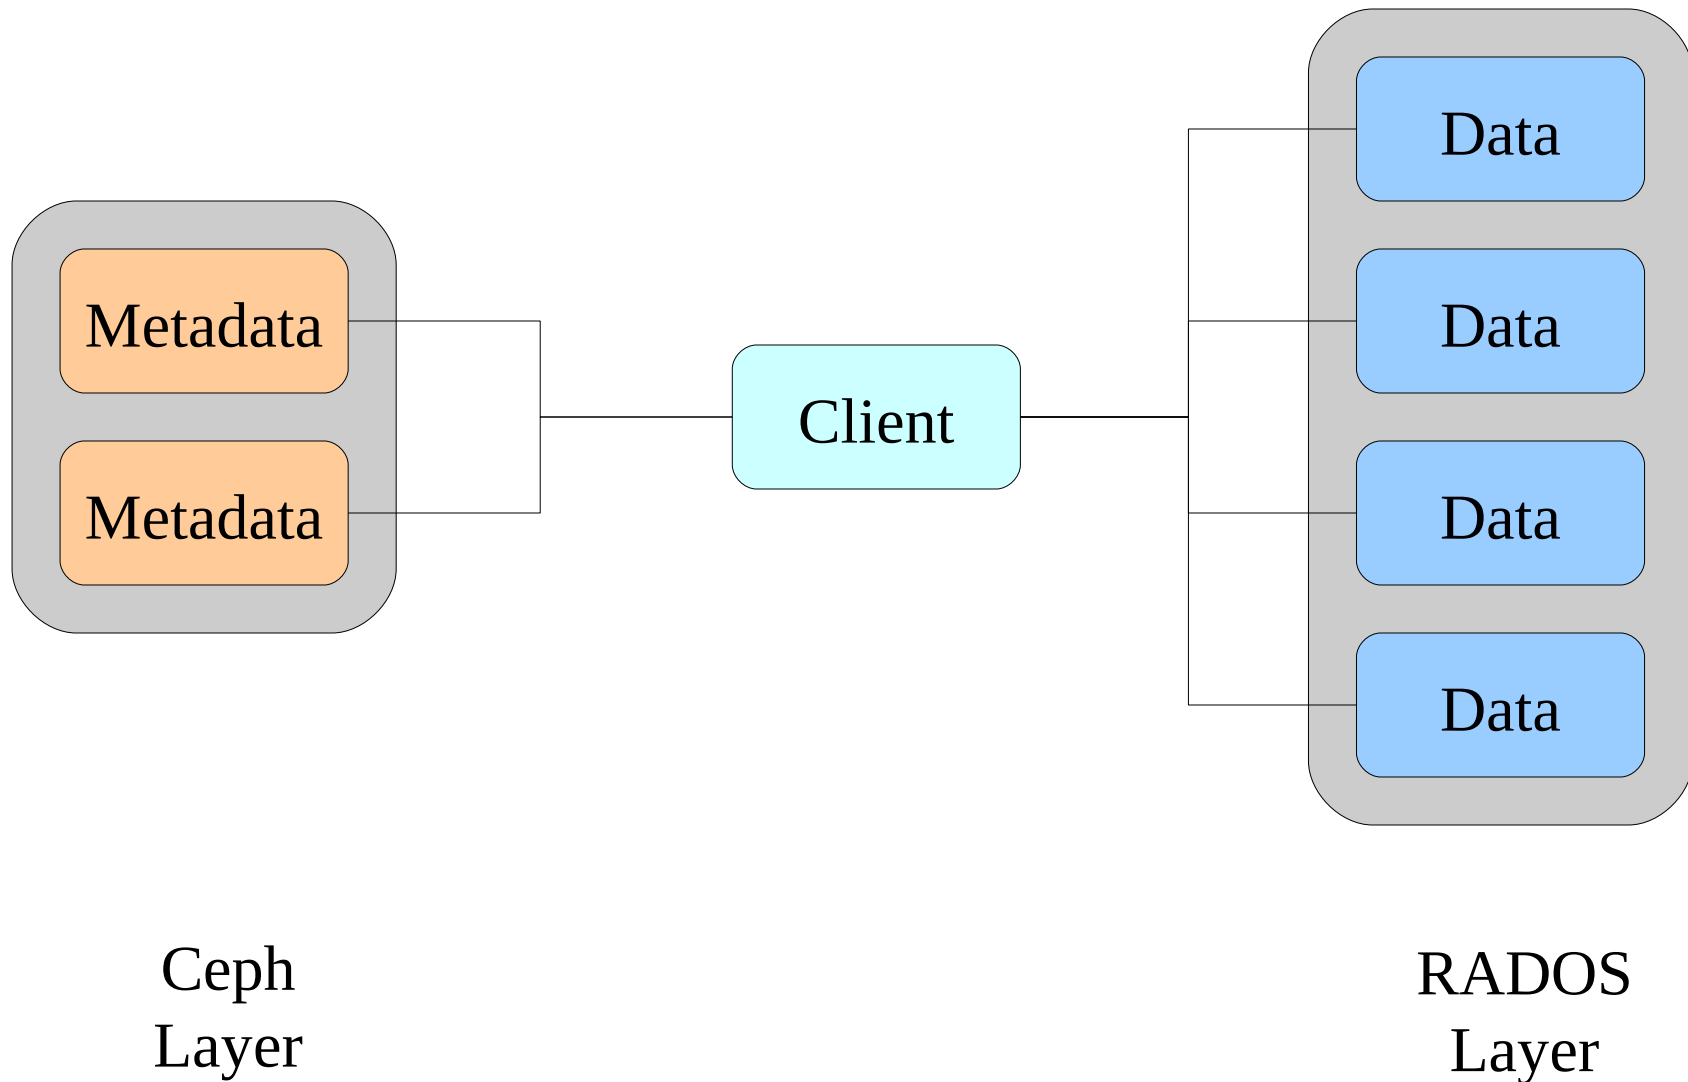 Data
Metadata
Data
Client
Metadata
Data
Data
Ceph
Layer
RADOS
Layer